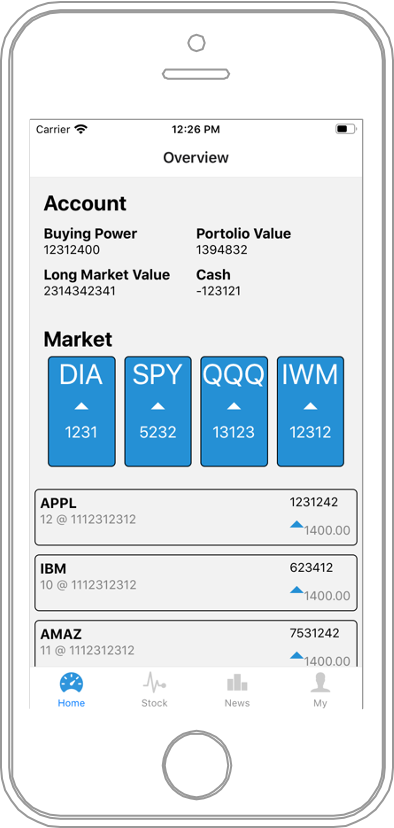 Carrier 12:26 PM
Overview
Account
Buying Power Portolio Value
12312400 1394832
Long Market Value Cash
2314342341 -123121
Market
DIA SPY QQQ IWM
1231 5232 13123 12312
APPL 1231242
12 @ 1112312312 1400.00
IBM 623412
10 @ 1112312312 1400.00
AMAZ 7531242
11 @ 1112312312 1400.00
Home Stock News My